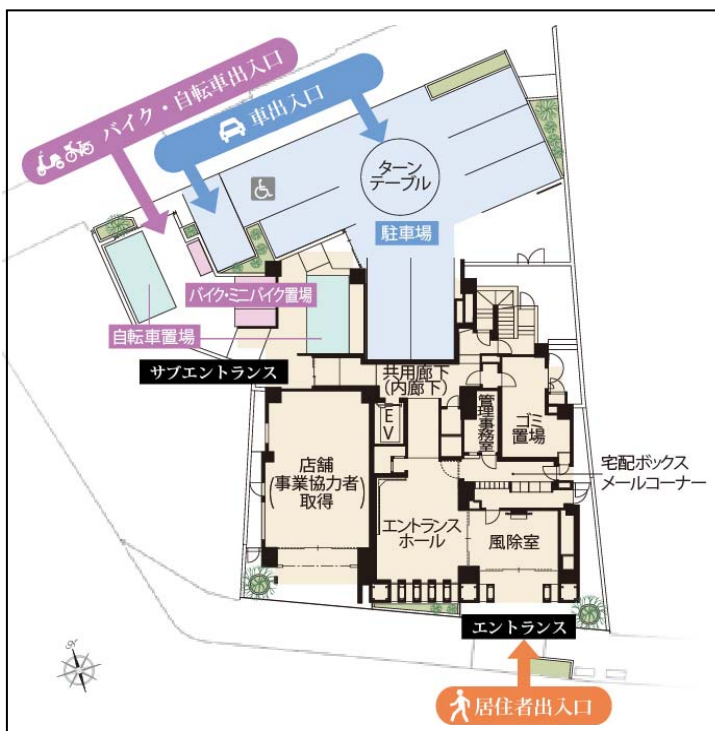 バイク・自転車出入口
車出入口
ターン
テーブル
駐車場
バイク・ミニバイク置場
自転車置場
サブエントランス
共用廊下
(内廊下)
EV
管理事務室
ゴミ
置場
宅配ボックス
メールコーナー
店舗
(事業協力者
取得)
エントランス
ホール
風除室
エントランス
居住者出入口